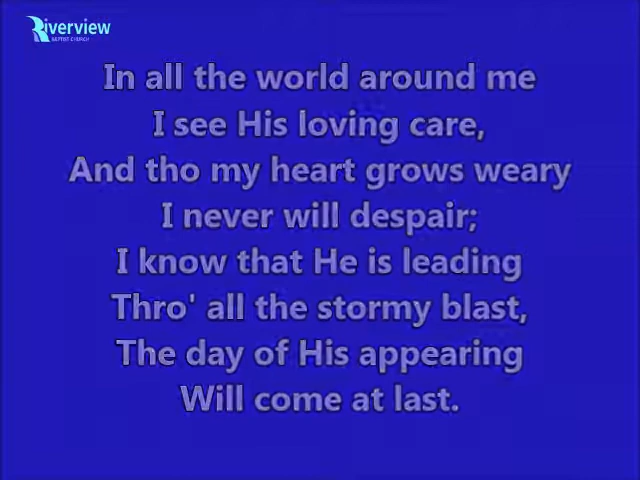 Riverview
BAPTIST CHURCH
In all the world around me
I see His loving care,
And tho my heart grows weary
I never will despair;
I know that He is leading
Thro' all the stormy blast,
The day of His appearing
Will come at last.